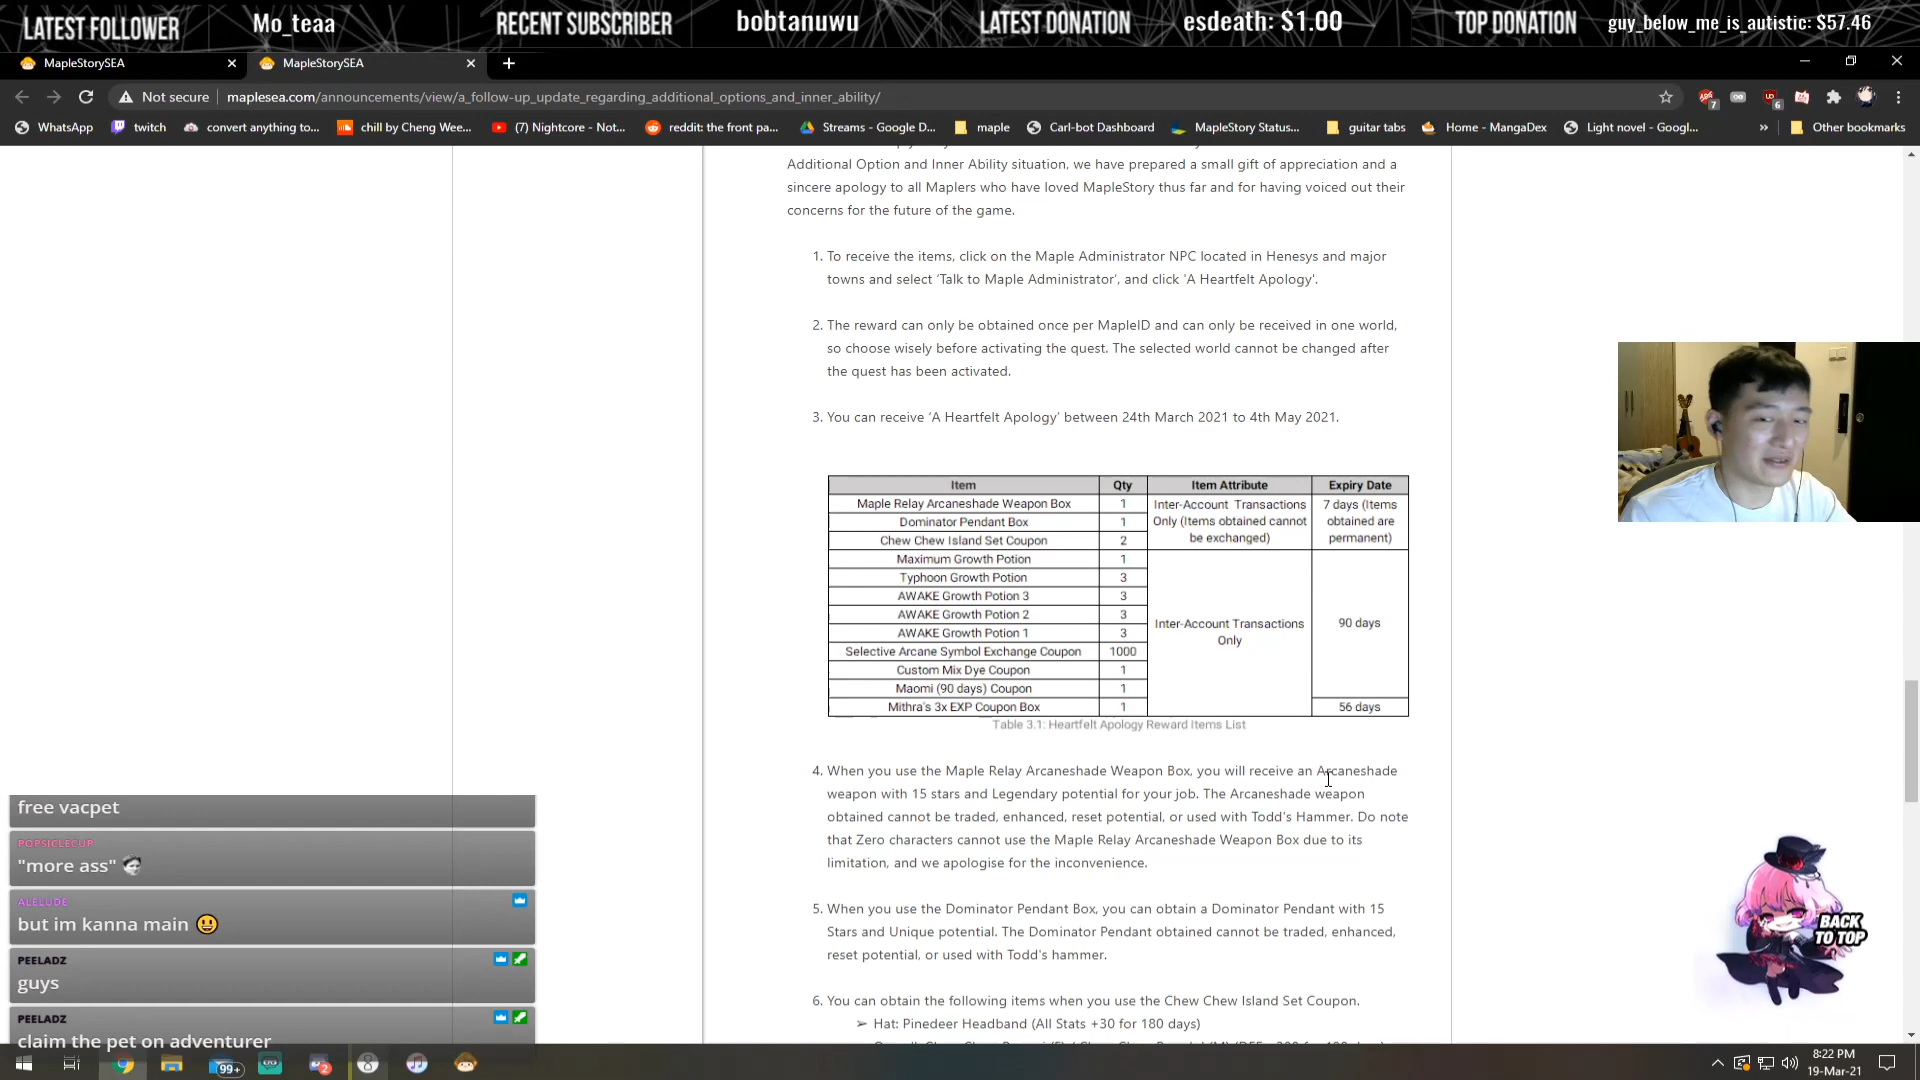 LATEST FOLLOWER Mo_teaa RECENT SUBSCRIBER bobtanuwu LATEST DONATION esdeath: $1.00 TOP DONATION guy_below_me_is_autistic: $57.46
MapleStorySEA MapleStorySEA
Not secure maplesea.com/announcements/view/a_follow-up_update_regarding_additional_options_and_inner_ability/
WhatsApp twitch convert anything to... chill by Cheng Wee... (7) Nightcore - Not... reddit: the front pa... Streams - Google D... maple Carl-bot Dashboard MapleStory Status... guitar tabs Home - MangaDex Light novel - Googl... » Other bookmarks
Additional Option and Inner Ability situation, we have prepared a small gift of appreciation and a
sincere apology to all Maplers who have loved MapleStory thus far and for having voiced out their
concerns for the future of the game.
1. To receive the items, click on the Maple Administrator NPC located in Henesys and major
towns and select ‘Talk to Maple Administrator’, and click ‘A Heartfelt Apology’.
2. The reward can only be obtained once per MapleID and can only be received in one world,
so choose wisely before activating the quest. The selected world cannot be changed after
the quest has been activated.
3. You can receive ‘A Heartfelt Apology’ between 24th March 2021 to 4th May 2021.
Item Qty Item Attribute Expiry Date
Maple Relay Arcaneshade Weapon Box 1 Inter-Account Transactions 7 days (Items
Dominator Pendant Box 1 Only (Items obtained cannot obtained are
Chew Chew Island Set Coupon 2 be exchanged) permanent)
Maximum Growth Potion 1
Typhoon Growth Potion 3
AWAKE Growth Potion 3 3
AWAKE Growth Potion 2 3
AWAKE Growth Potion 1 3
Inter-Account Transactions 90 days
Only
Selective Arcane Symbol Exchange Coupon 1000
Custom Mix Dye Coupon 1
Maomi (90 days) Coupon 1
Mithra's 3x EXP Coupon Box 1 56 days
Table 3.1: Heartfelt Apology Reward Items List
4. When you use the Maple Relay Arcaneshade Weapon Box, you will receive an Arcaneshade
weapon with 15 stars and Legendary potential for your job. The Arcaneshade weapon
obtained cannot be traded, enhanced, reset potential, or used with Todd's Hammer. Do note
that Zero characters cannot use the Maple Relay Arcaneshade Weapon Box due to its
limitation, and we apologise for the inconvenience.
5. When you use the Dominator Pendant Box, you can obtain a Dominator Pendant with 15
Stars and Unique potential. The Dominator Pendant obtained cannot be traded, enhanced,
reset potential, or used with Todd's hammer.
6. You can obtain the following items when you use the Chew Chew Island Set Coupon.
➢ Hat: Pinedeer Headband (All Stats +30 for 180 days)
free vacpet
POPSICLECUP
"more ass"
ALELUDE
but im kanna main
PEELADZ
guys
PEELADZ
claim the pet on adventurer
BACK
TO TOP
7
6
99+
2
8:22 PM
19-Mar-21